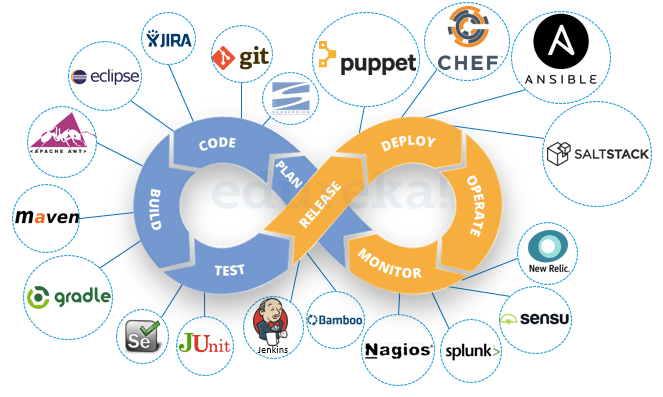 JIRA
git
puppet
CHEF
ANSIBLE
eclipse
SUBVERSION
<APACHE ANT>
SALTSTACK
CODE
PLAN
DEPLOY
BUILD
edureka!
RELEASE
OPERATE
maven
TEST
MONITOR
New Relic.
gradle
Se
JUnit
Jenkins
Bamboo
Nagios®
splunk>
sensu